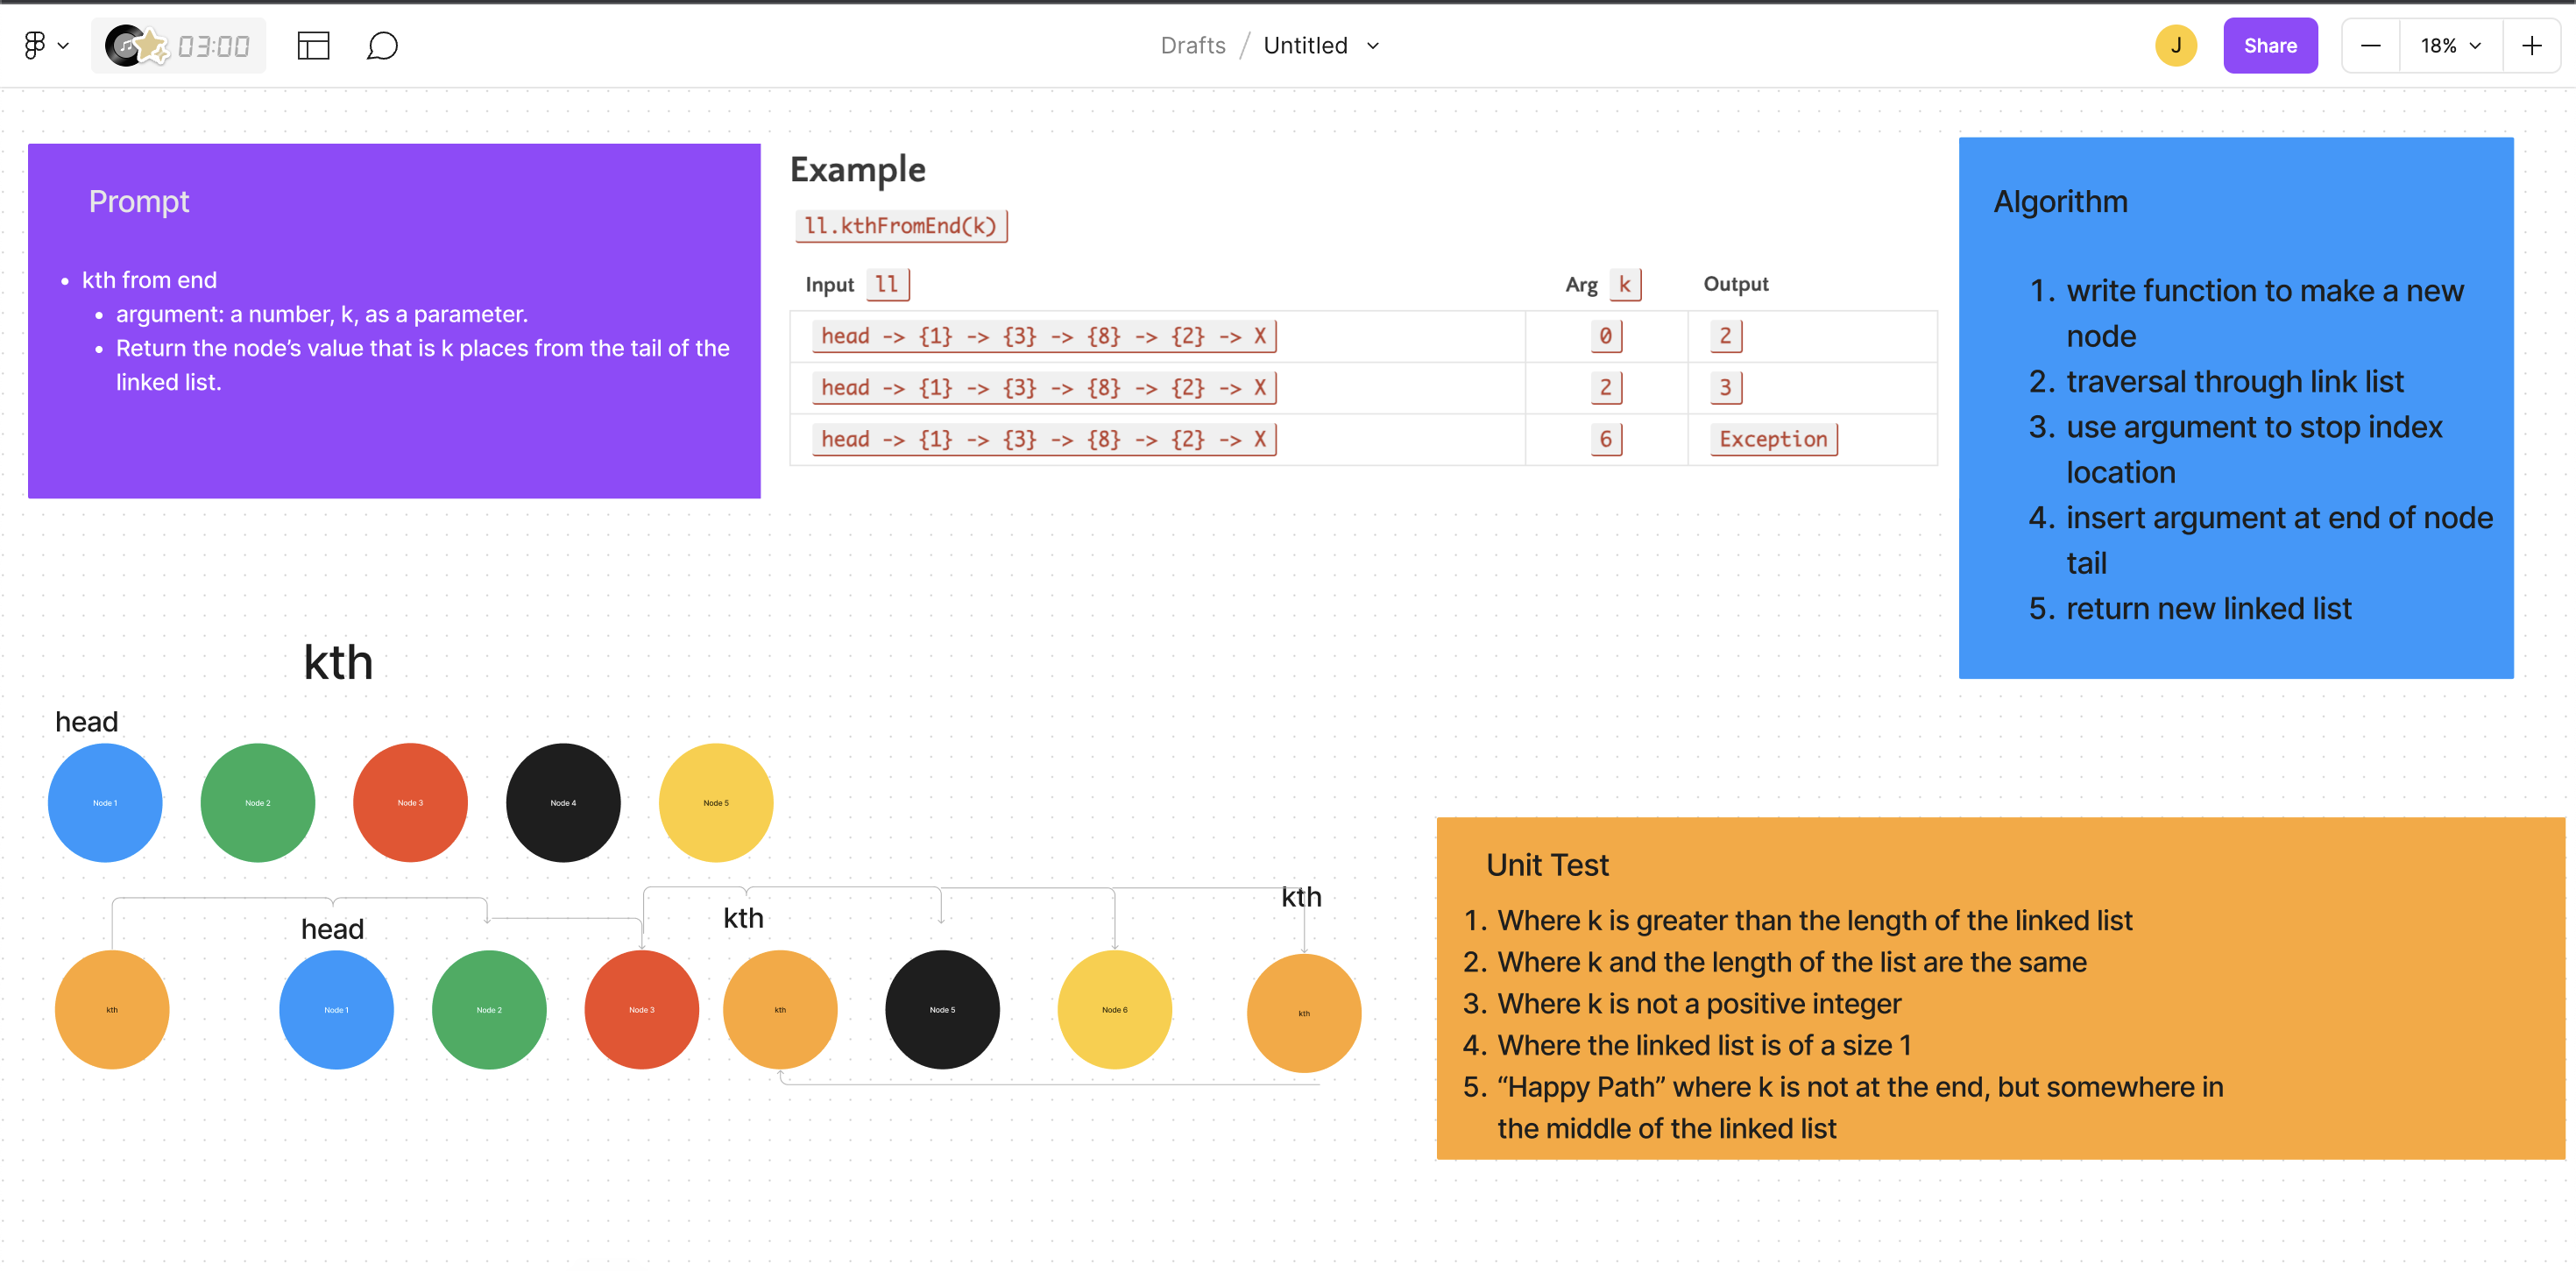 03:00
Drafts / Untitled
J
Share
18%
Prompt
• kth from end
• argument: a number, k, as a parameter.
• Return the node’s value that is k places from the tail of the
linked list.
Example
ll.kthFromEnd(k)
Input ll Arg k Output
head -> {1} -> {3} -> {8} -> {2} -> X 0 2
head -> {1} -> {3} -> {8} -> {2} -> X 2 3
head -> {1} -> {3} -> {8} -> {2} -> X 6 Exception
Algorithm
1. write function to make a new
node
2. traversal through link list
3. use argument to stop index
location
4. insert argument at end of node
tail
5. return new linked list
kth
head
Node 1 Node 2 Node 3 Node 4 Node 5
head kth kth
kth Node 1 Node 2 Node 3 kth Node 5 Node 6 kth
Unit Test
1. Where k is greater than the length of the linked list
2. Where k and the length of the list are the same
3. Where k is not a positive integer
4. Where the linked list is of a size 1
5. “Happy Path” where k is not at the end, but somewhere in
the middle of the linked list